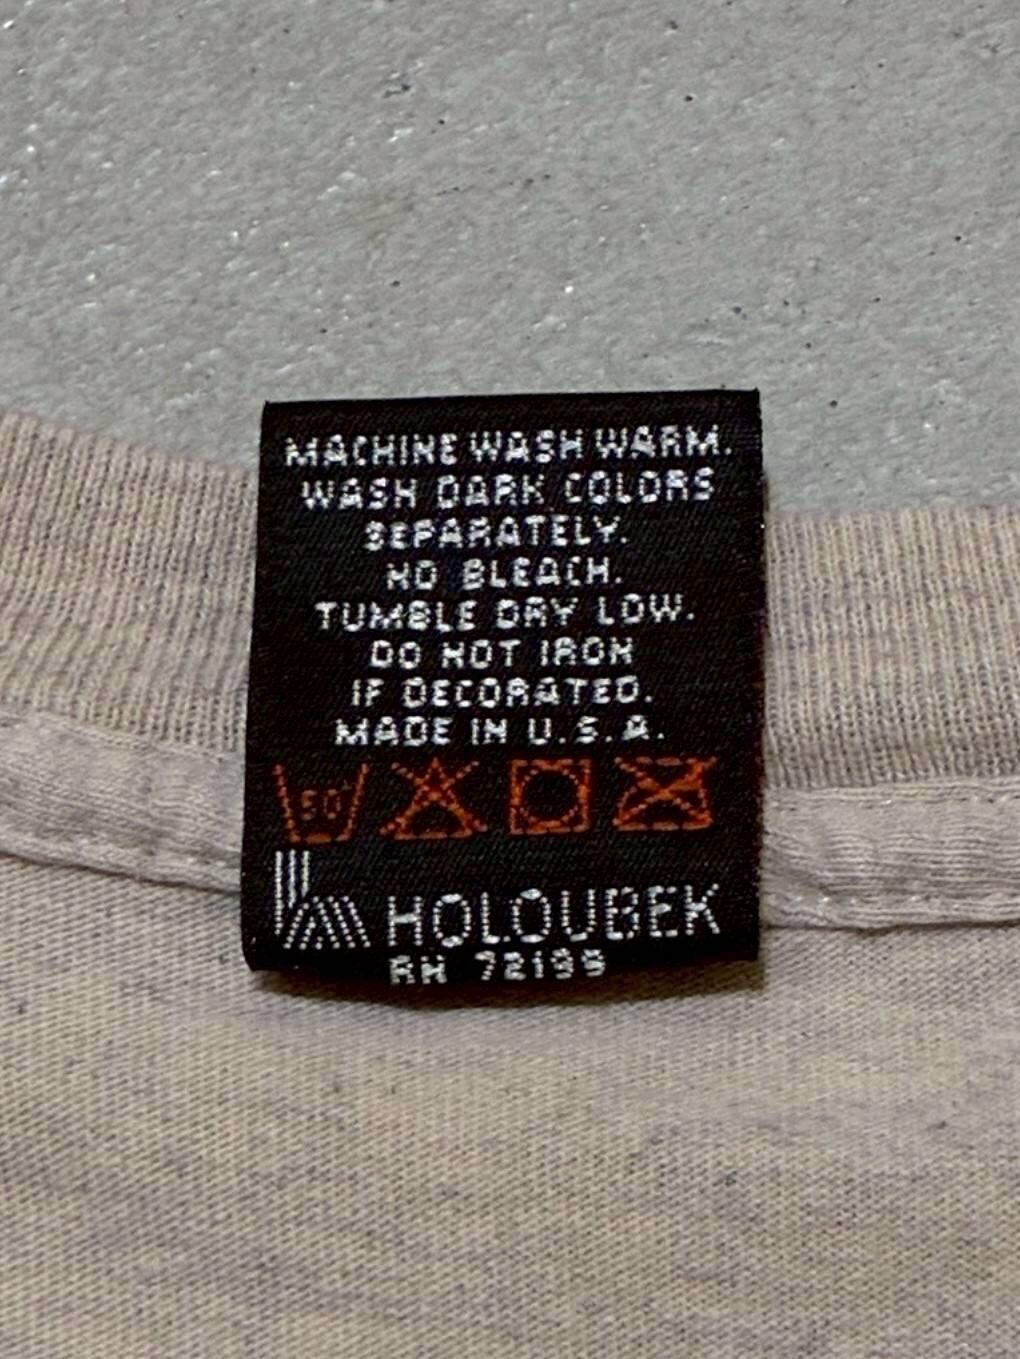 MACHINE WASH WARM.
WASH DARK COLORS
SEPARATELY.
NO BLEACH.
TUMBLE DRY LOW.
DO NOT IRON
IF DECORATED.
MADE IN U.S.A.
50°
HOLOUBEK
RN 72199